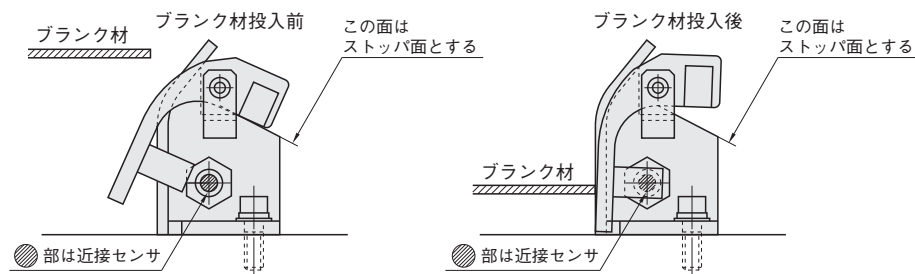 ブランク材投入前
ブランク材
この面は
ストッパ面とする
部は近接センサ
ブランク材投入後
この面は
ストッパ面とする
ブランク材
部は近接センサ